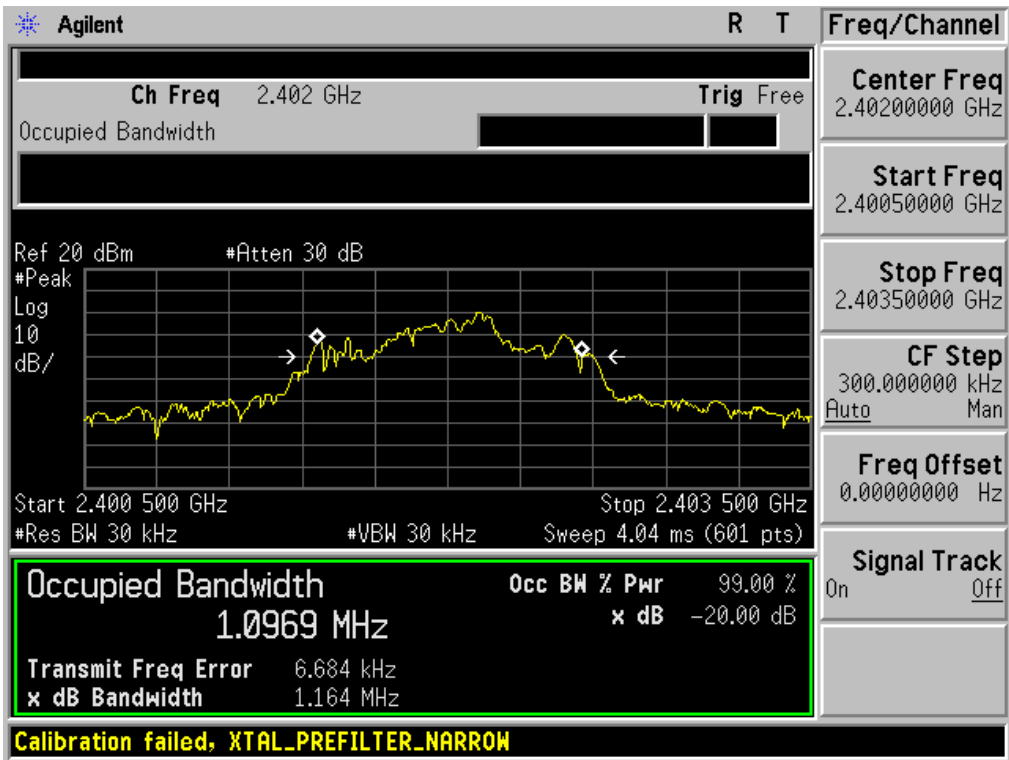 Agilent R T Freq/Channel
Ch Freq 2.402 GHz Trig Free
Occupied Bandwidth
Center Freq
2.40200000 GHz
Start Freq
2.40050000 GHz
Stop Freq
2.40350000 GHz
CF Step
300.000000 kHz
Auto Man
Freq Offset
0.00000000 Hz
Signal Track
On Off
Ref 20 dBm #Atten 30 dB
#Peak
Log
10
dB/
Start 2.400 500 GHz Stop 2.403 500 GHz
#Res BW 30 kHz #VBW 30 kHz Sweep 4.04 ms (601 pts)
Occupied Bandwidth Occ BW % Pwr 99.00 %
1.0969 MHz x dB -20.00 dB
Transmit Freq Error 6.684 kHz
x dB Bandwidth 1.164 MHz
Calibration failed, XTAL_PREFILTER_NARROW